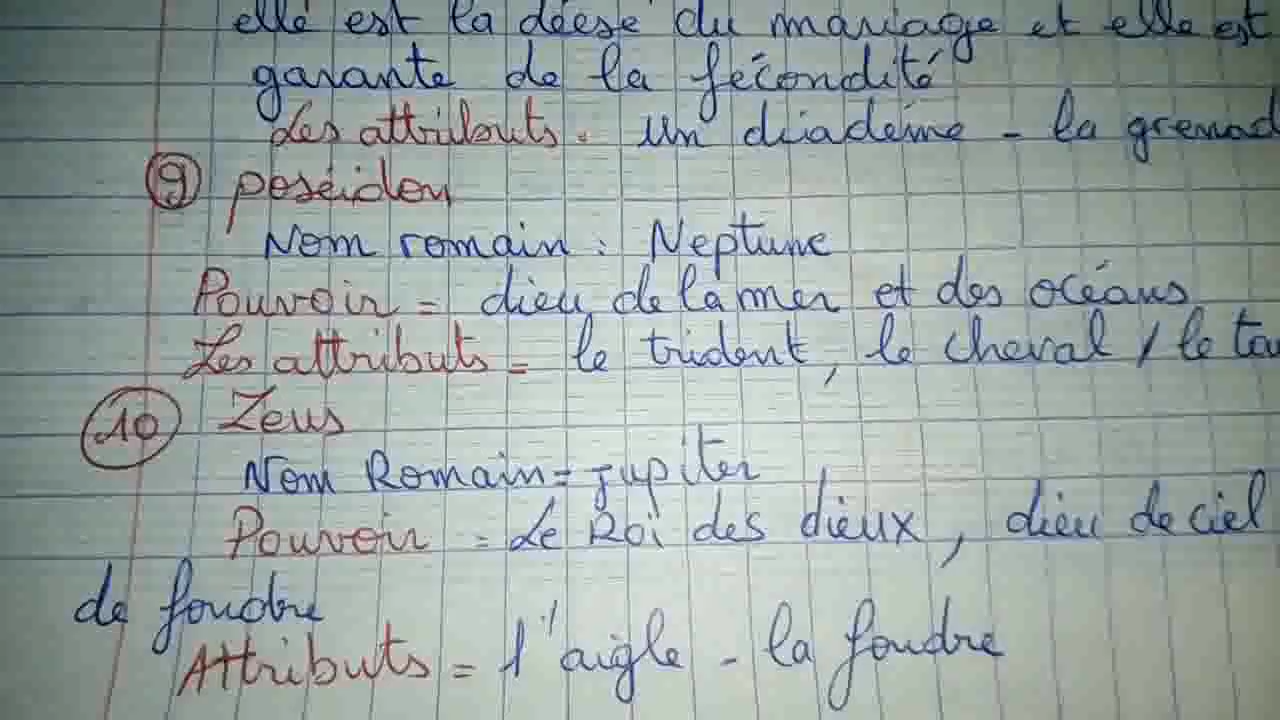 elle est la déese du mariage et elle est
garante de la fécondité
Les attributs = un diadème - la grenad
⑨ poséidon
Nom romain : Neptune
Pouvoir = dieu de la mer et des océans
Les attributs = le trident, le cheval / le tau
⑩ Zeus
Nom Romain = jupiter
Pouvoir = Le Roi des dieux, dieu de ciel
de foudre
Attributs = l'aigle - la foudre